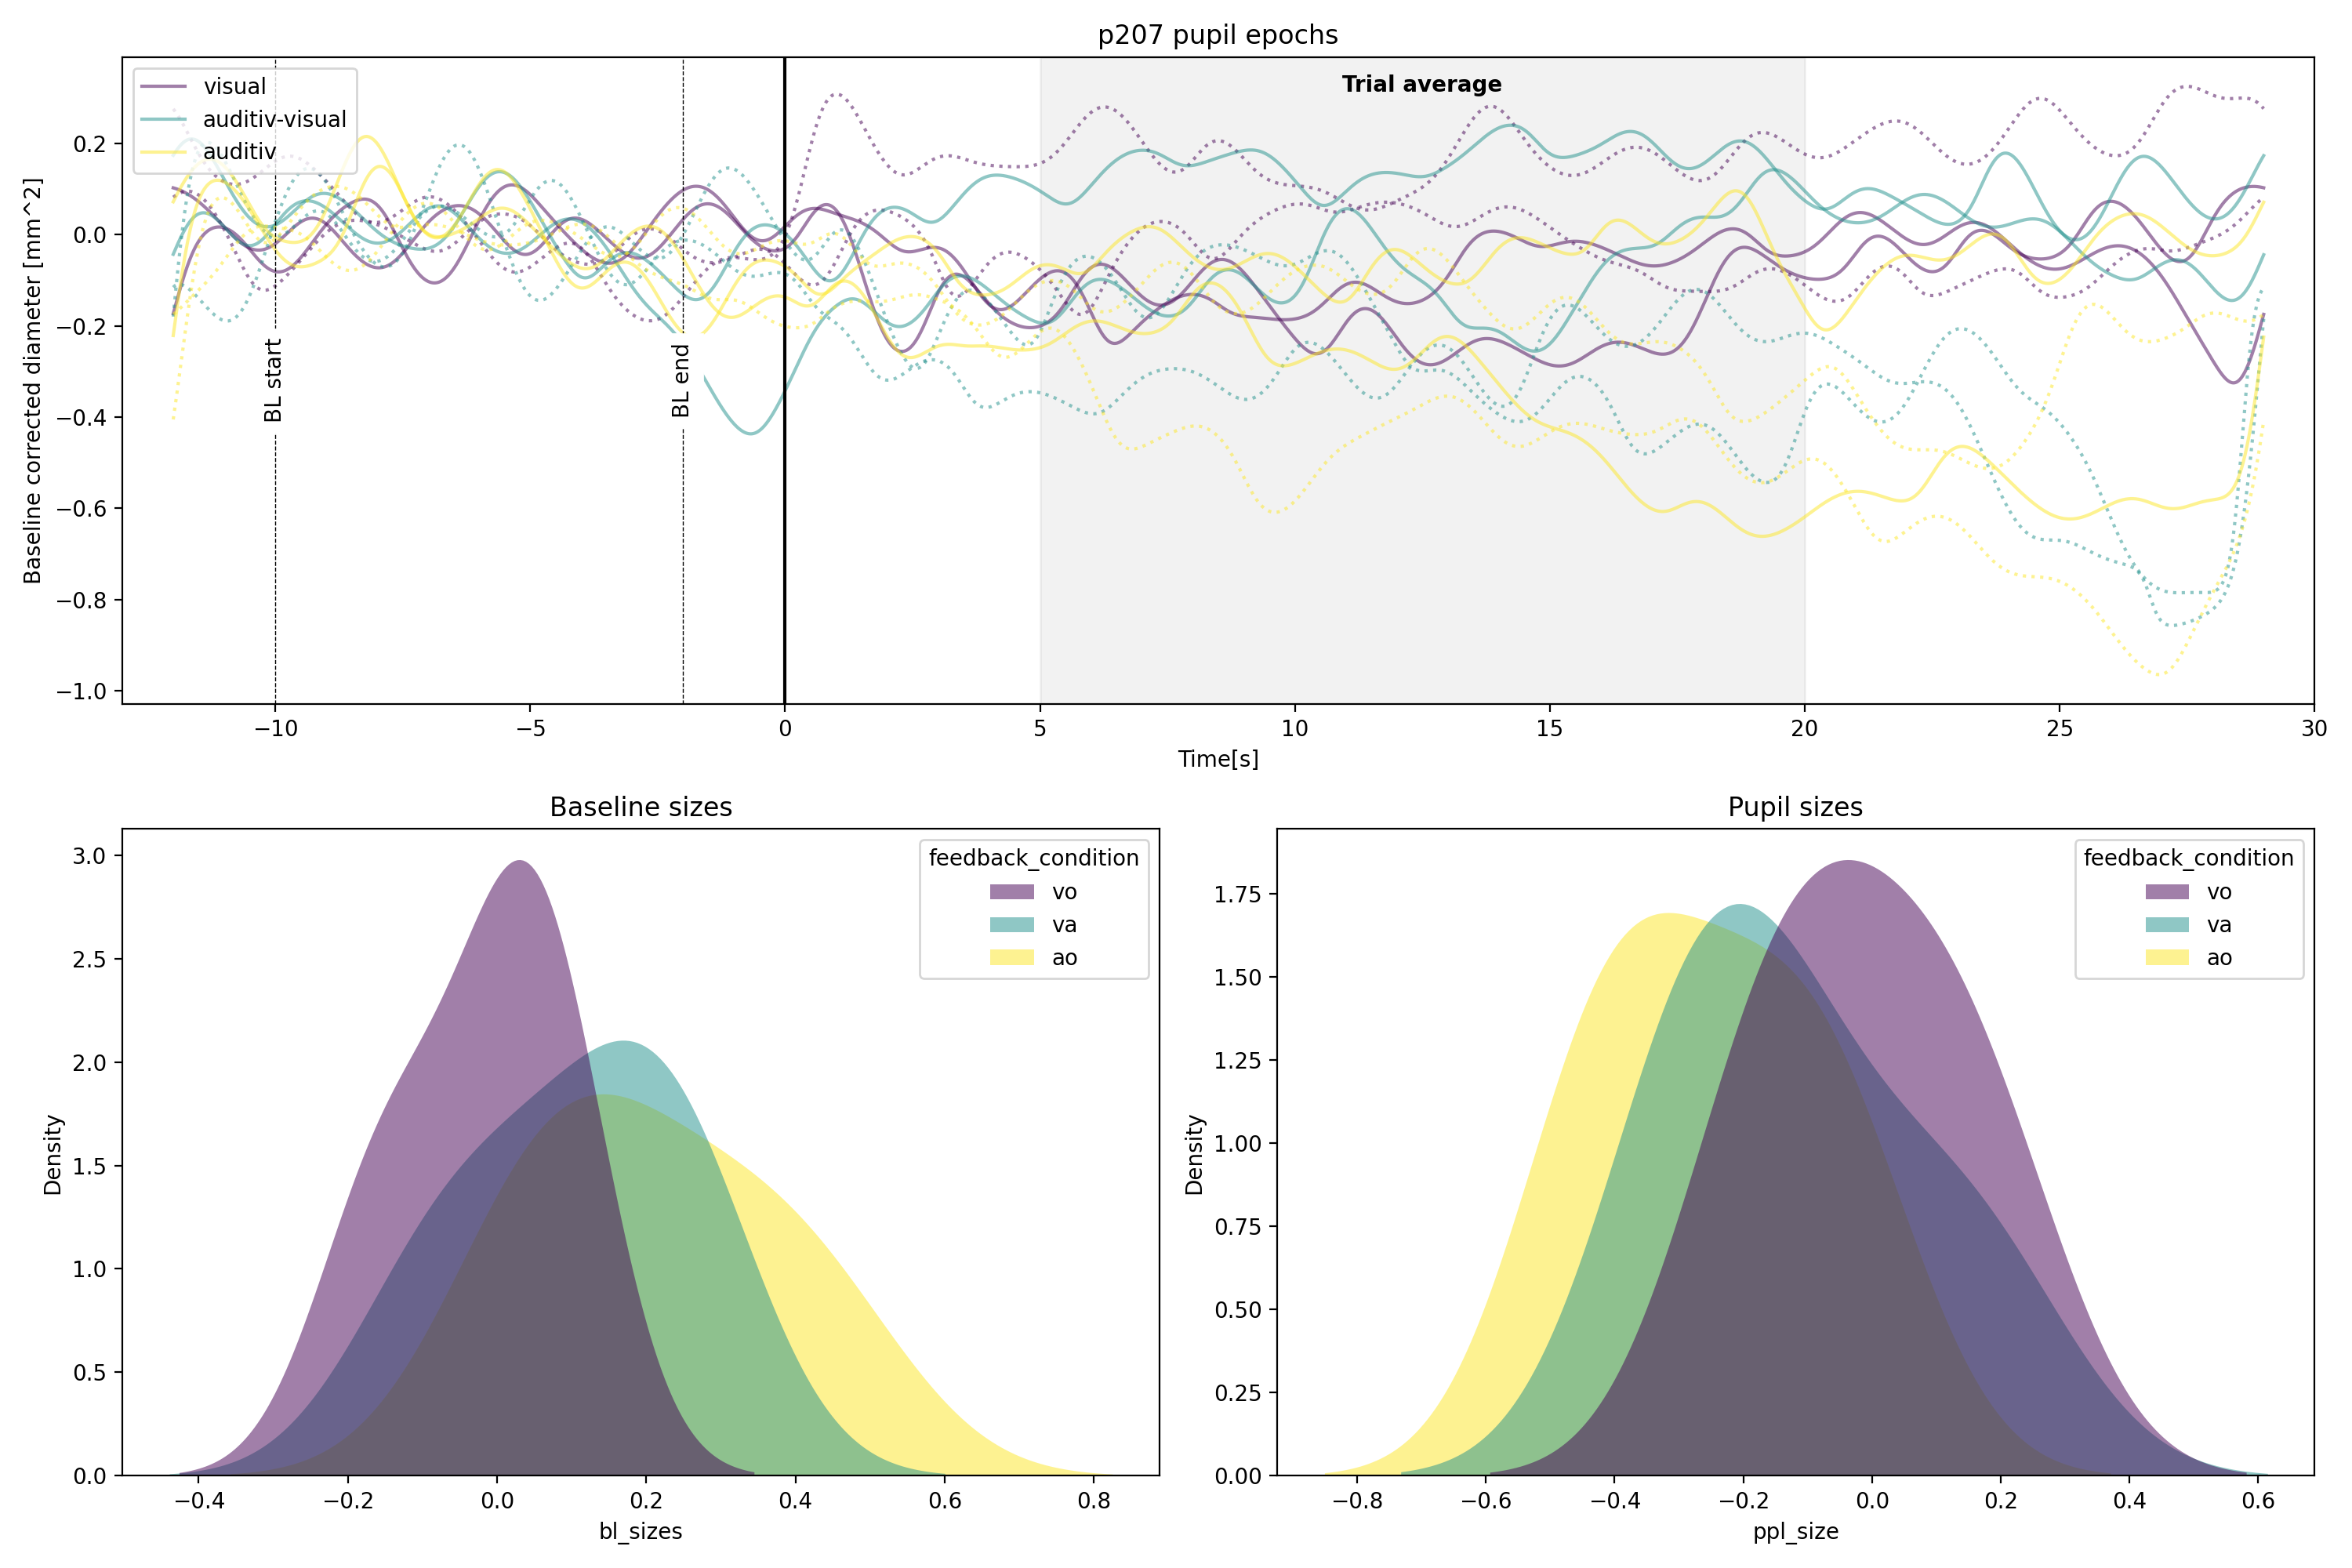 p207 pupil epochs
visual
auditiv-visual
auditiv
Trial average
BL start
BL end
Baseline corrected diameter [mm^2]
0.2
0.0
−0.2
−0.4
−0.6
−0.8
−1.0
−10
−5
0
5
10
15
20
25
30
Time[s]
Baseline sizes
feedback_condition
vo
va
ao
Density
3.0
2.5
2.0
1.5
1.0
0.5
0.0
−0.4
−0.2
0.0
0.2
0.4
0.6
0.8
bl_sizes
Pupil sizes
feedback_condition
vo
va
ao
Density
1.75
1.50
1.25
1.00
0.75
0.50
0.25
0.00
−0.8
−0.6
−0.4
−0.2
0.0
0.2
0.4
0.6
ppl_size